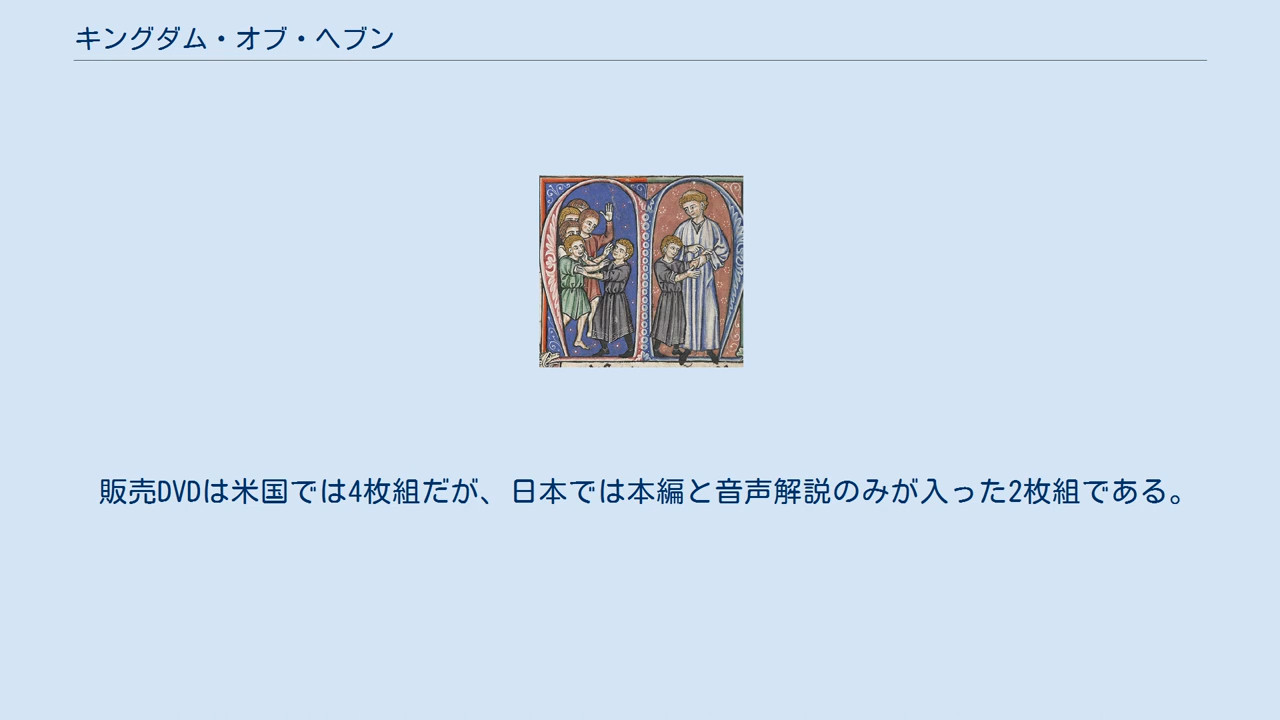 キングダム・オブ・ヘブン
販売DVDは米国では4枚組だが、日本では本編と音声解説のみが入った2枚組である。